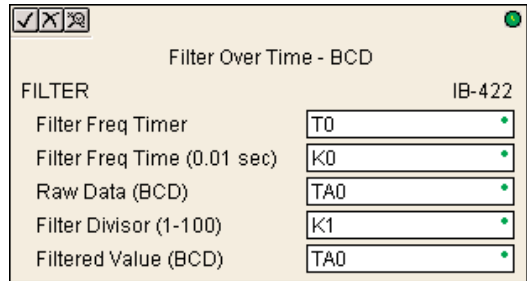 Filter Over Time - BCD
FILTER IB-422
Filter Freq Timer T0
Filter Freq Time (0.01 sec) K0
Raw Data (BCD) TA0
Filter Divisor (1-100) K1
Filtered Value (BCD) TA0